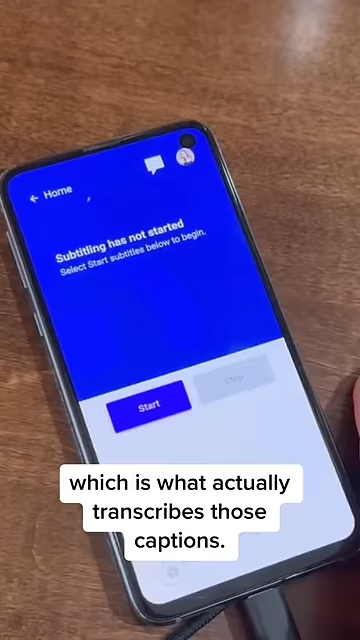 ← Home
Subtitling has not started
Select Start subtitles below to begin.
Start
Stop
which is what actually
transcribes those
captions.